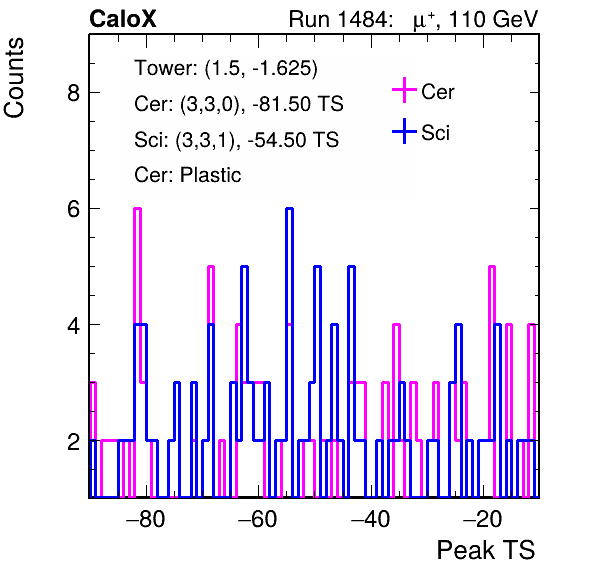 CaloX Run 1484: μ⁺, 110 GeV
Counts
Tower: (1.5, -1.625)
Cer: (3,3,0), -81.50 TS
Sci: (3,3,1), -54.50 TS
Cer: Plastic
Cer
Sci
8
6
4
2
−80 −60 −40 −20
Peak TS